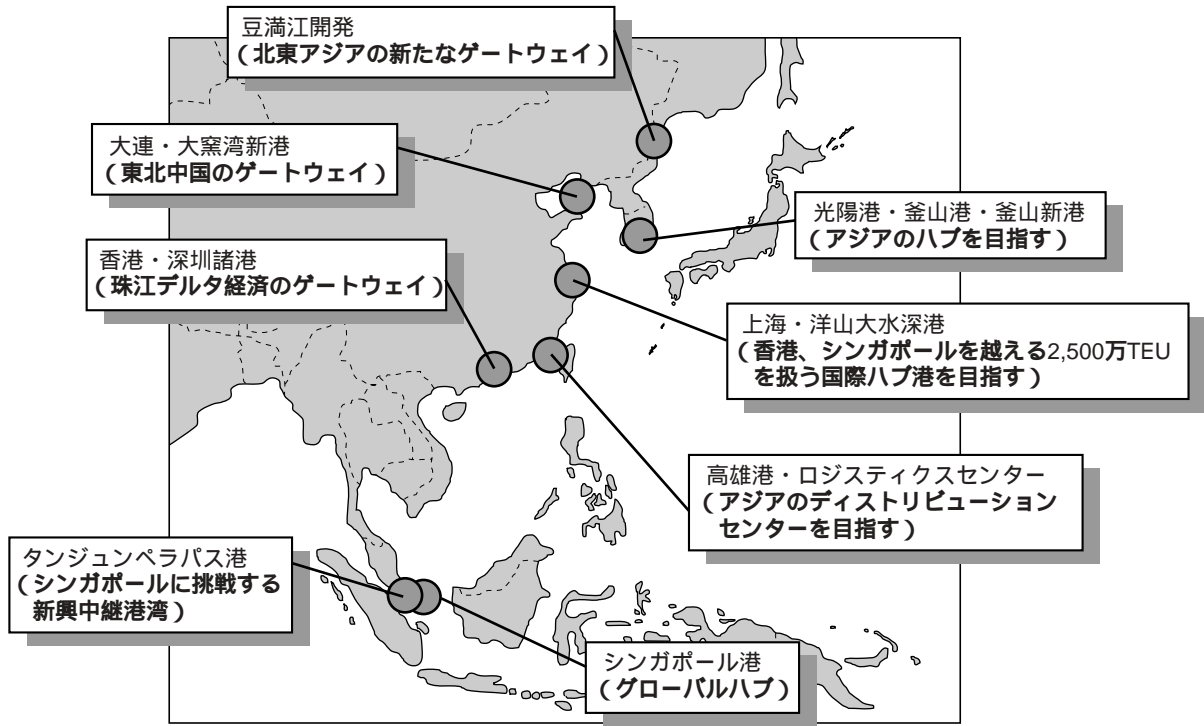 豆満江開発
（北東アジアの新たなゲートウェイ）
大連・大窯湾新港
（東北中国のゲートウェイ）
光陽港・釜山港・釜山新港
（アジアのハブを目指す）
香港・深圳諸港
（珠江デルタ経済のゲートウェイ）
上海・洋山大水深港
（香港、シンガポールを越える2,500万TEU
を扱う国際ハブ港を目指す）
高雄港・ロジスティクスセンター
（アジアのディストリビューション
センターを目指す）
タンジュンペラパス港
（シンガポールに挑戦する
新興中継港湾）
シンガポール港
（グローバルハブ）